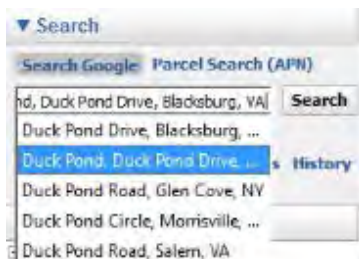 ▼ Search
Search Google Parcel Search (APN)
nd, Duck Pond Drive, Blacksburg, VA Search
Duck Pond Drive, Blacksburg, ...
Duck Pond, Duck Pond Drive, ...
s History
Duck Pond Road, Glen Cove, NY
Duck Pond Circle, Morrisville, ...
Duck Pond Road, Salem, VA